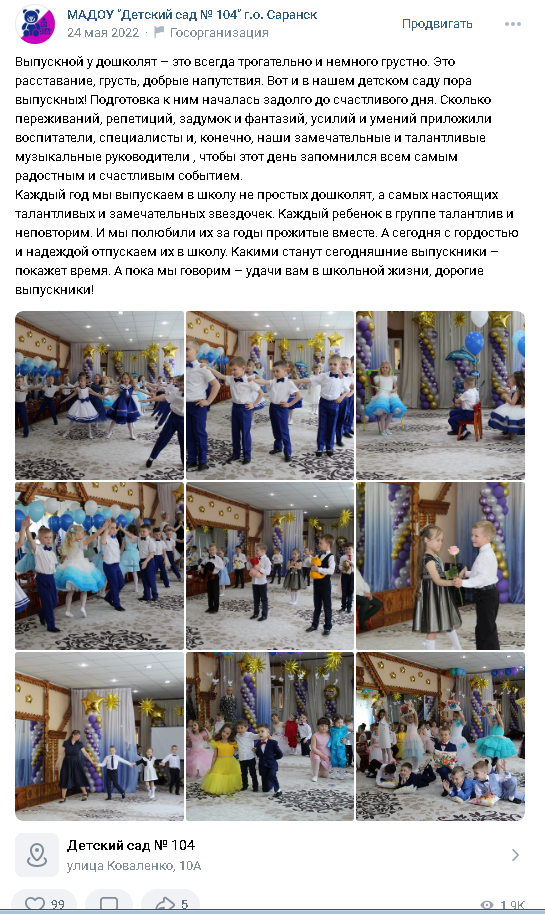 МАДОУ "Детский сад № 104" г.о. Саранск
24 мая 2022 · Госорганизация
Продвигать
Выпускной у дошколят – это всегда трогательно и немного грустно. Это
расставание, грусть, добрые напутствия. Вот и в нашем детском саду пора
выпускных! Подготовка к ним началась задолго до счастливого дня. Сколько
переживаний, репетиций, задумок и фантазий, усилий и умений приложили
воспитатели, специалисты и, конечно, наши замечательные и талантливые
музыкальные руководители , чтобы этот день запомнился всем самым
радостным и счастливым событием.
Каждый год мы выпускаем в школу не простых дошколят, а самых настоящих
талантливых и замечательных звездочек. Каждый ребенок в группе талантлив и
неповторим. И мы полюбили их за годы прожитые вместе. А сегодня с гордостью
и надеждой отпускаем их в школу. Какими станут сегодняшние выпускники –
покажет время. А пока мы говорим – удачи вам в школьной жизни, дорогие
выпускники!
Детский сад № 104
улица Коваленко, 10А
99
5
1.9K